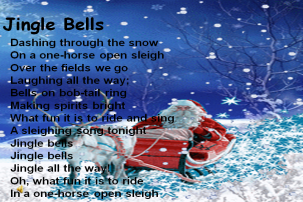 Jingle Bells
Dashing through the snow
On a one-horse open sleigh
Over the fields we go
Laughing all the way;
Bells on bob-tail ring
Making spirits bright
What fun it is to ride and sing
A sleighing song tonight
Jingle bells
Jingle bells
Jingle all the way!
Oh, what fun it is to ride
In a one-horse open sleigh